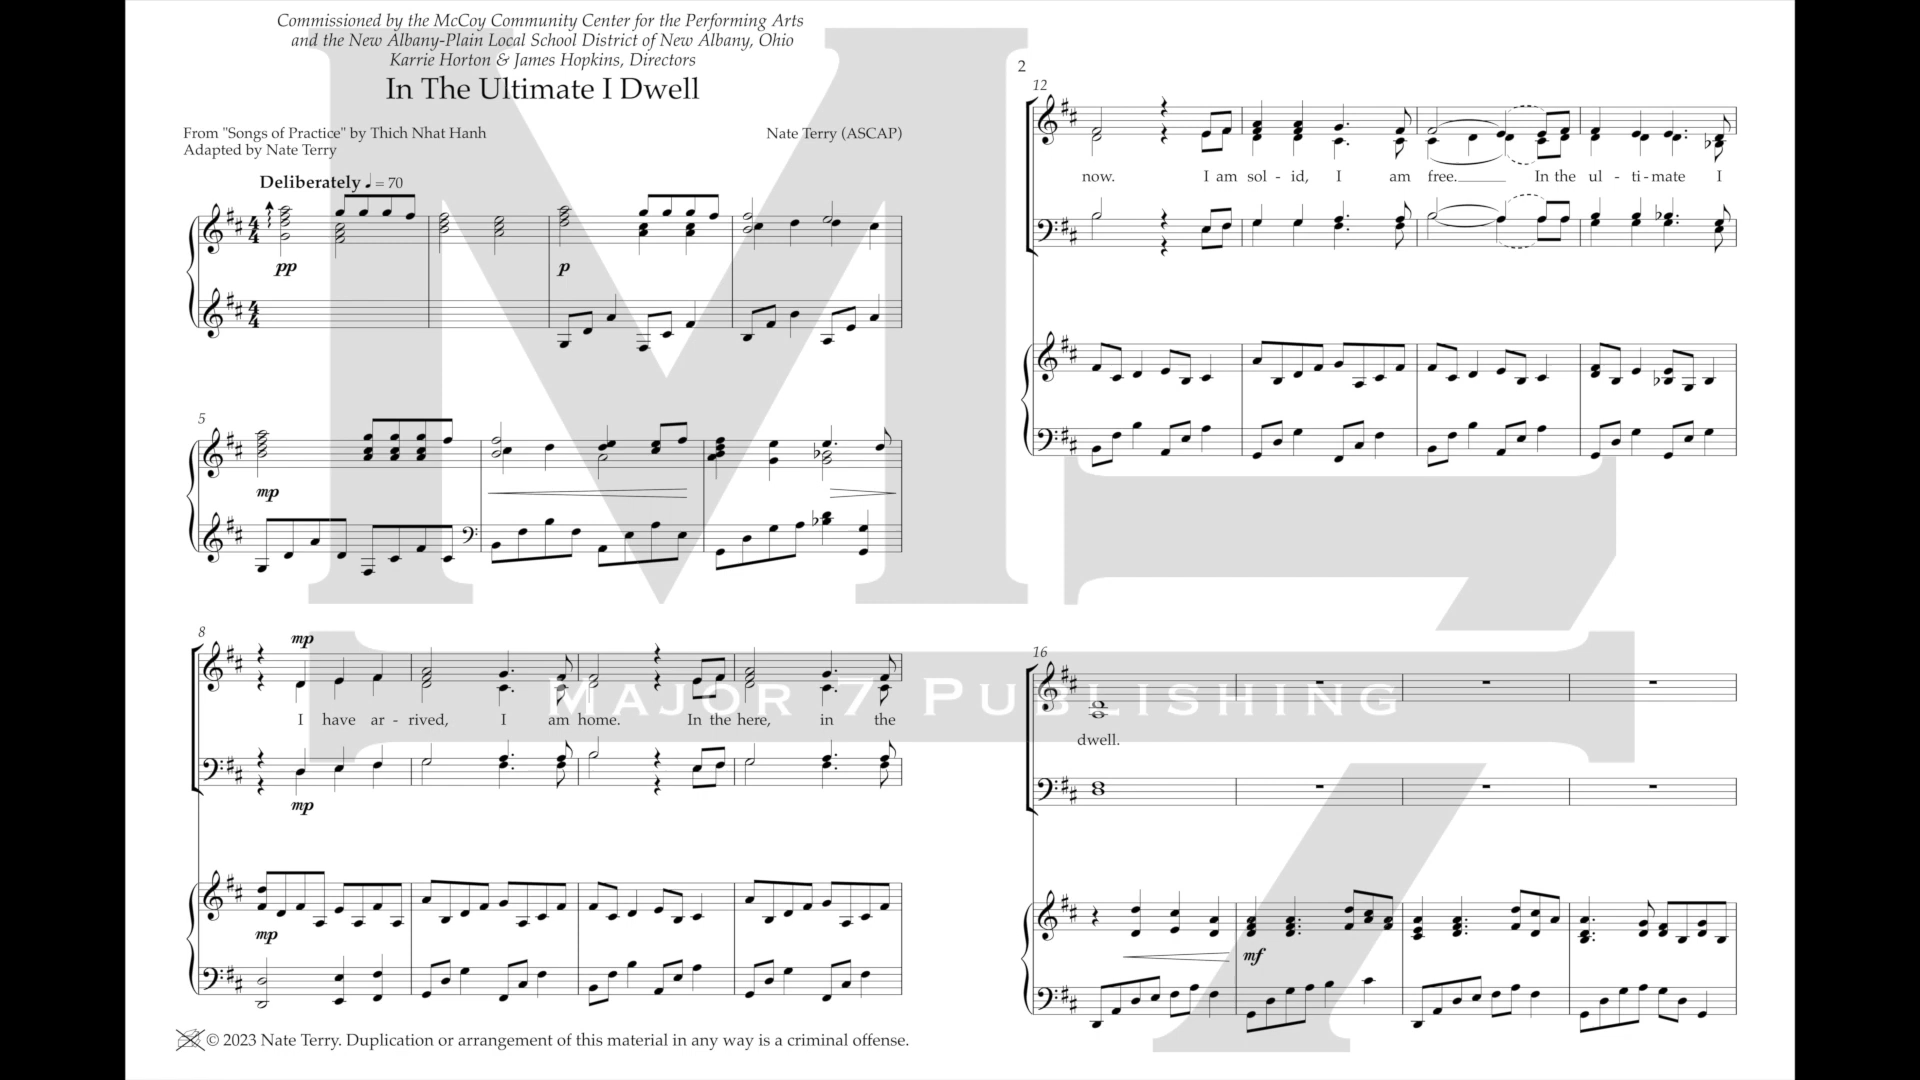 Commissioned by the McCoy Community Center for the Performing Arts
and the New Albany-Plain Local School District of New Albany, Ohio
Karrie Horton & James Hopkins, Directors
In The Ultimate I Dwell
From "Songs of Practice" by Thich Nhat Hanh
Adapted by Nate Terry
Nate Terry (ASCAP)
Deliberately ♩ = 70
4 4
pp
p
4 4
5
mp
8
mp
I have ar - rived, I am home. In the here, in the
mp
mp
© 2023 Nate Terry. Duplication or arrangement of this material in any way is a criminal offense.
2
12
now. I am sol - id, I am free. In the ul - ti - mate I
16
dwell.
mf
M7
MAJOR 7 PUBLISHING